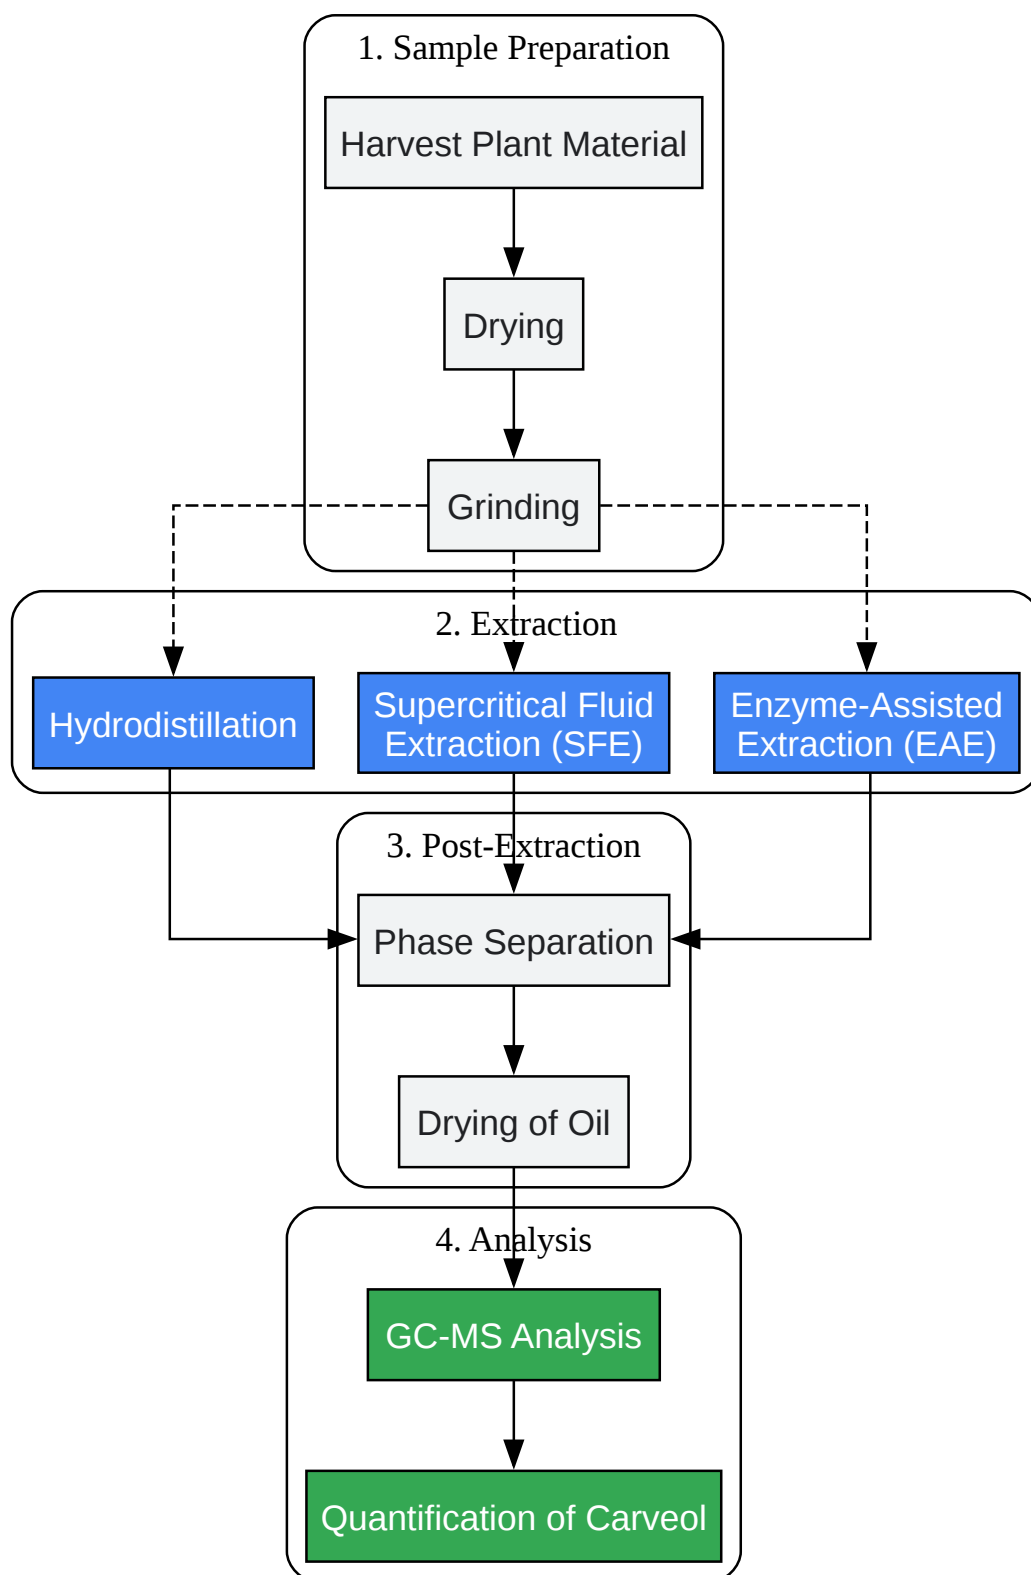 1. Sample Preparation
Harvest Plant Material
Drying
Grinding
2. Extraction
Hydrodistillation
Supercritical Fluid
Extraction (SFE)
Enzyme-Assisted
Extraction (EAE)
3. Post-Extraction
Phase Separation
Drying of Oil
4. Analysis
GC-MS Analysis
Quantification of Carveol